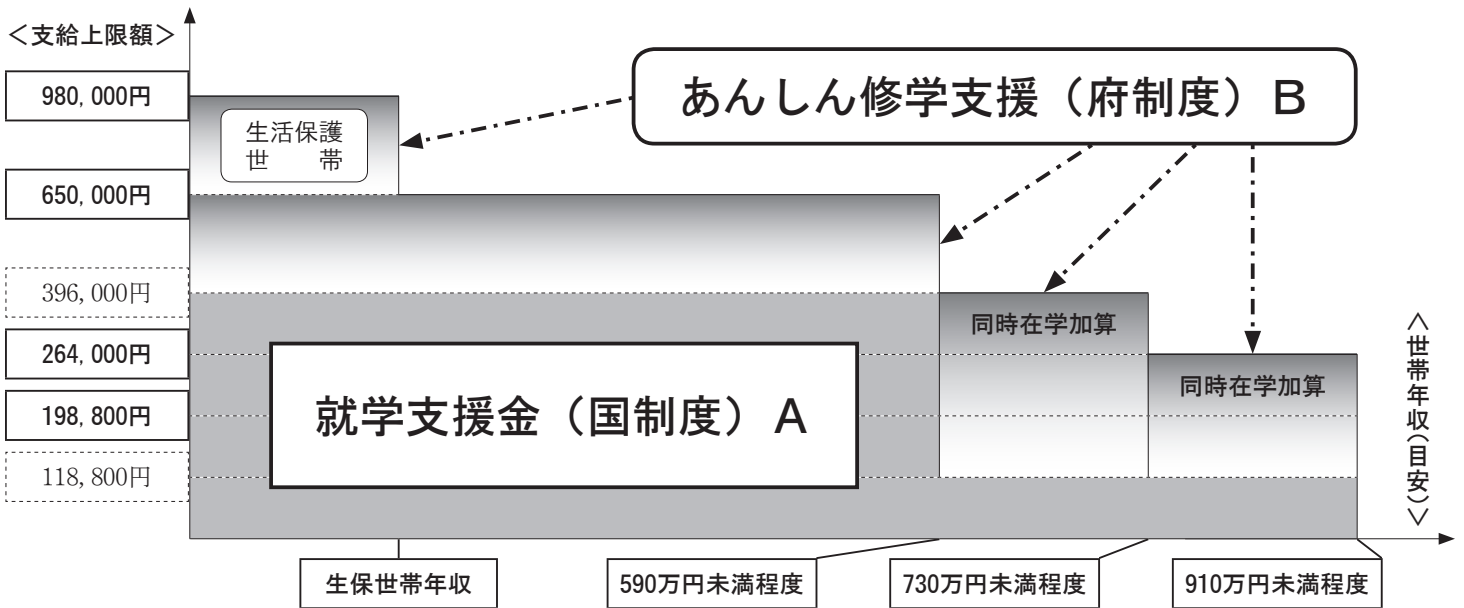 ＜支給上限額＞
980,000円
650,000円
396,000円
264,000円
198,800円
118,800円
生活保護
世　　帯
あんしん修学支援（府制度）B
同時在学加算
同時在学加算
就学支援金（国制度）A
＜世帯年収(目安)＞
生保世帯年収
590万円未満程度
730万円未満程度
910万円未満程度